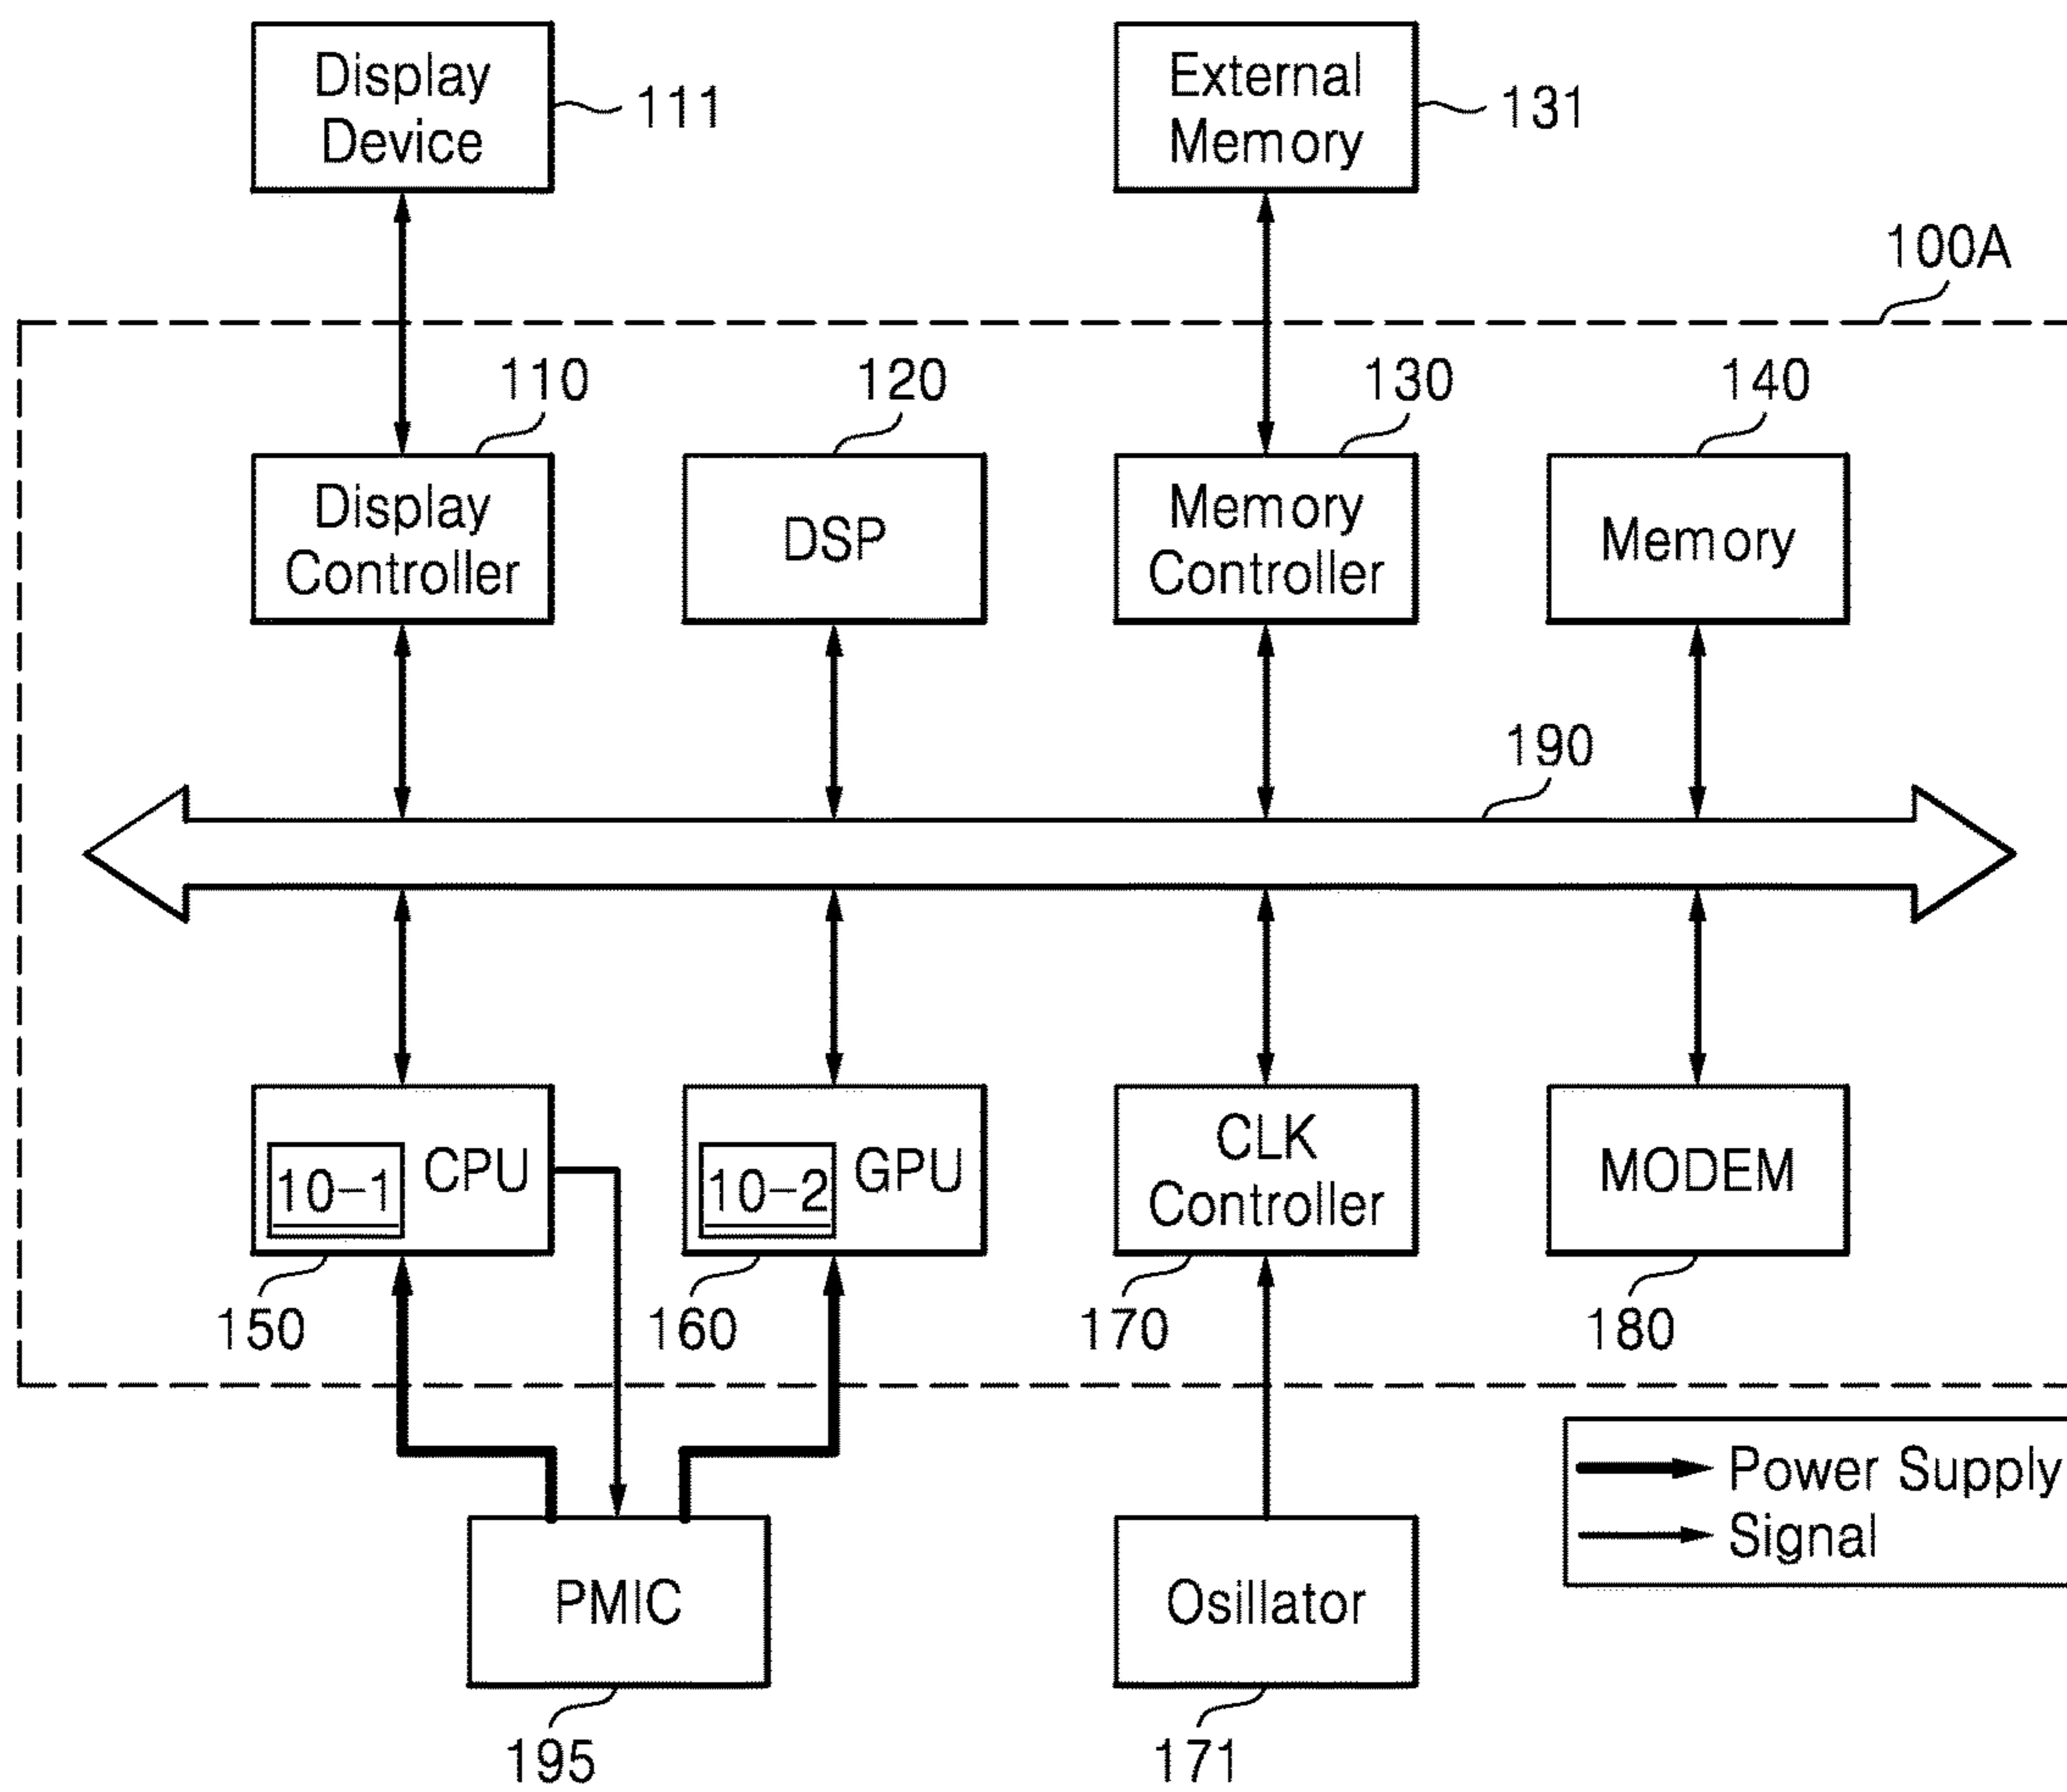 Display
Device
111
External
Memory
131
100A
110
120
130
140
Display
Controller
DSP
Memory
Controller
Memory
190
10-1
CPU
10-2
GPU
CLK
Controller
MODEM
150
160
170
180
Power Supply
Signal
PMIC
Osillator
195
171